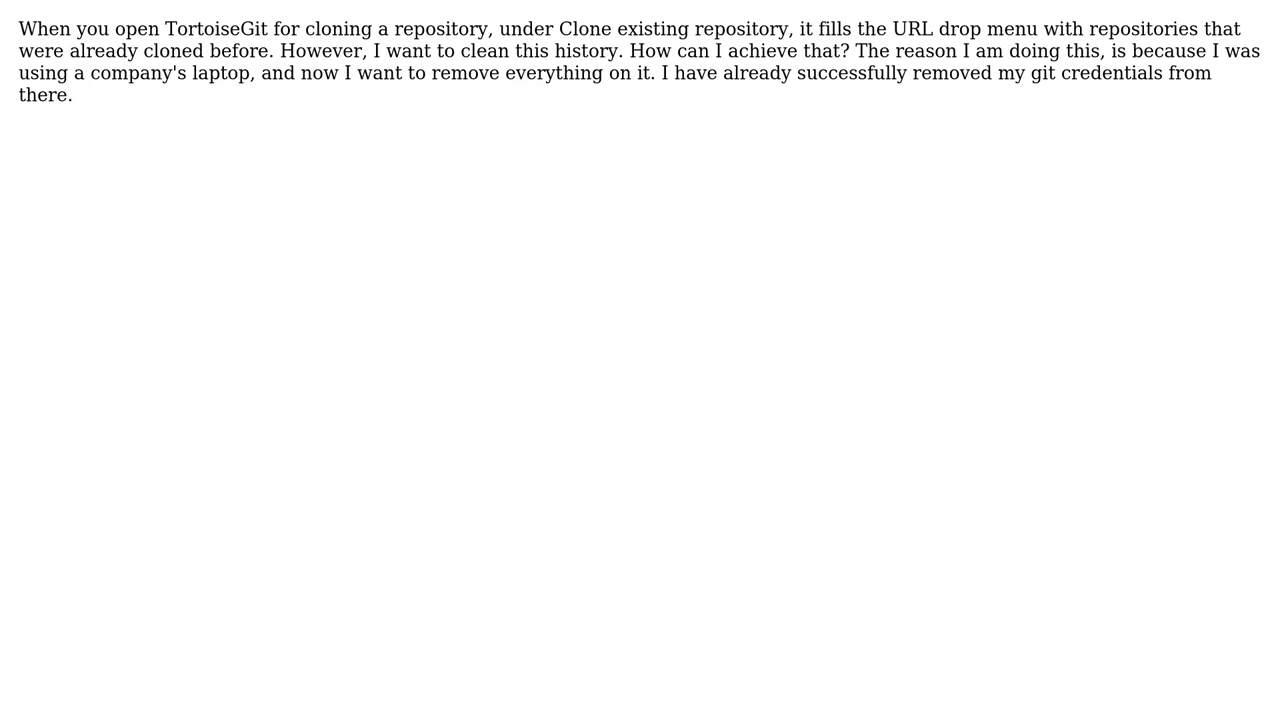 When you open TortoiseGit for cloning a repository, under Clone existing repository, it fills the URL drop menu with repositories that
were already cloned before. However, I want to clean this history. How can I achieve that? The reason I am doing this, is because I was
using a company's laptop, and now I want to remove everything on it. I have already successfully removed my git credentials from
there.